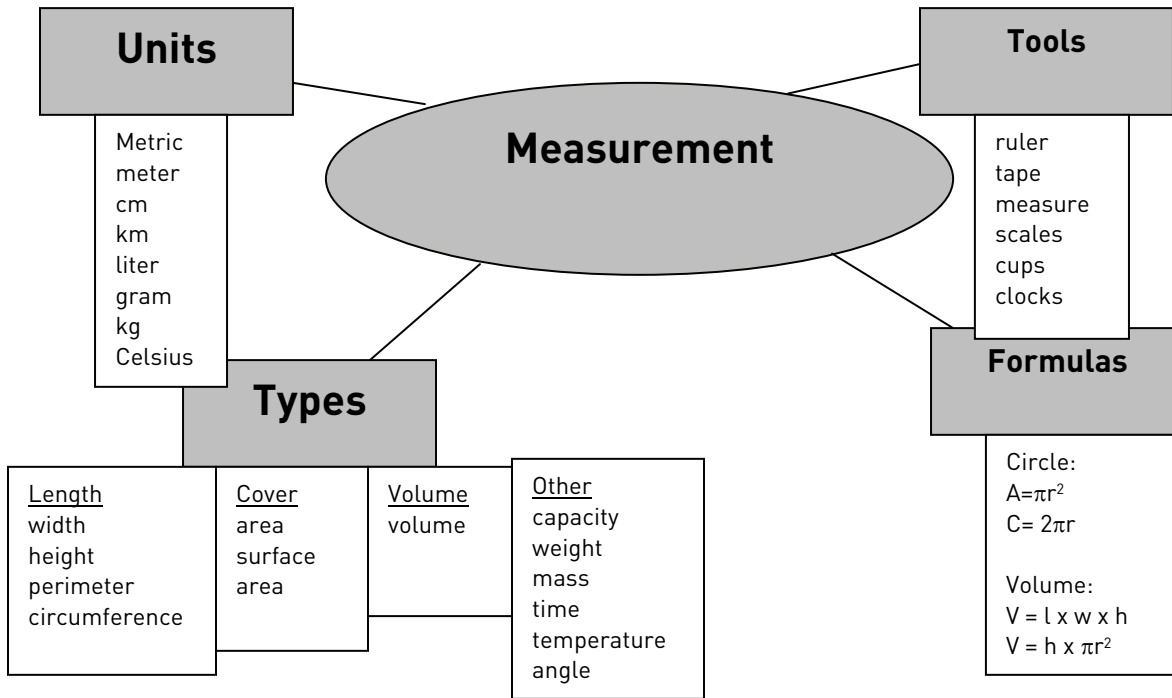 Units
Metric
meter
cm
km
liter
gram
kg
Celsius
Measurement
Tools
ruler
tape
measure
scales
cups
clocks
Types
Length
width
height
perimeter
circumference
Cover
area
surface
area
Volume
volume
Other
capacity
weight
mass
time
temperature
angle
Formulas
Circle:
A=πr²
C= 2πr
Volume:
V = l x w x h
V = h x πr²